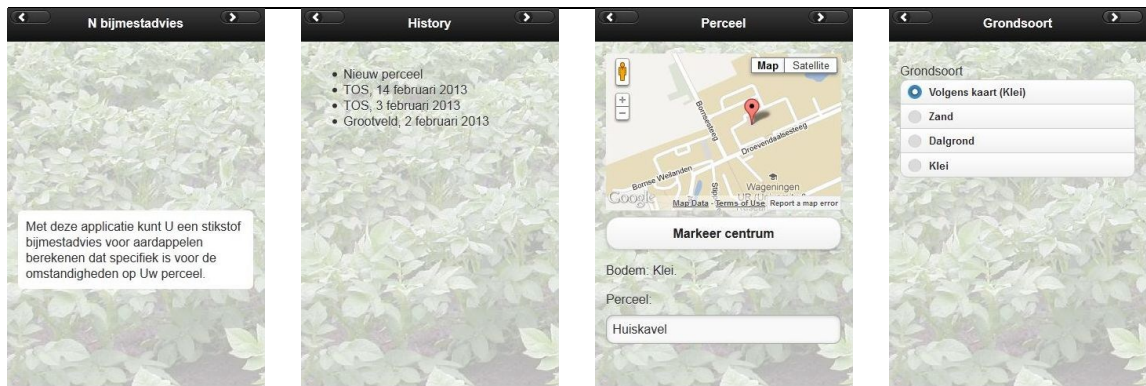 N bijmestadvies
Met deze applicatie kunt U een stikstof
bijmestadvies voor aardappelen
berekenen dat specifiek is voor de
omstandigheden op Uw perceel.
History
Nieuw perceel
TOS, 14 februari 2013
TOS, 3 februari 2013
Grootveld, 2 februari 2013
Perceel
Map Satellite
Bornsesteeg
Droevendaalsesteeg
Bornse Weilanden
Wageningen
Google
Map Data - Terms of Use Report a map error
Markeer centrum
Bodem: Klei.
Perceel:
Huiskavel
Grondsoort
Grondsoort
Volgens kaart (Klei)
Zand
Dalgrond
Klei